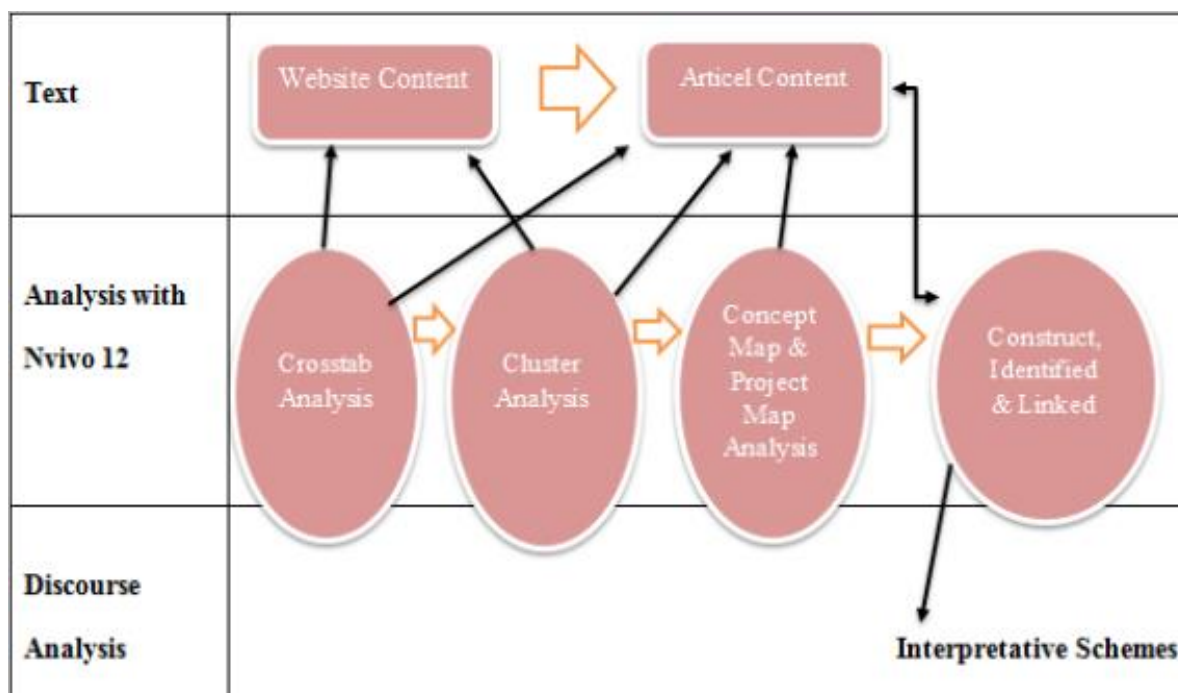 Text
Website Content
Articel Content
Analysis with
Nvivo 12
Crosstab
Analysis
Cluster
Analysis
Concept
Map &
Project
Map
Analysis
Construct,
Identified
& Linked
Discourse
Analysis
Interpretative Schemes